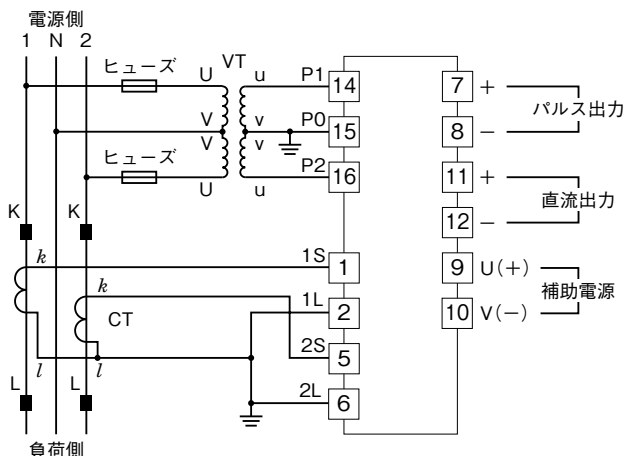 電源側
1 N 2
ヒューズ U VT u P1 14 7 +
V v P0 15 8 − パルス出力
ヒューズ V v
U u P2 16 11 +
12 − 直流出力
K K
k 1S 1 9 U(+)
k 1L 2 10 V(−) 補助電源
CT
l l 2S 5
L L 2L 6
負荷側